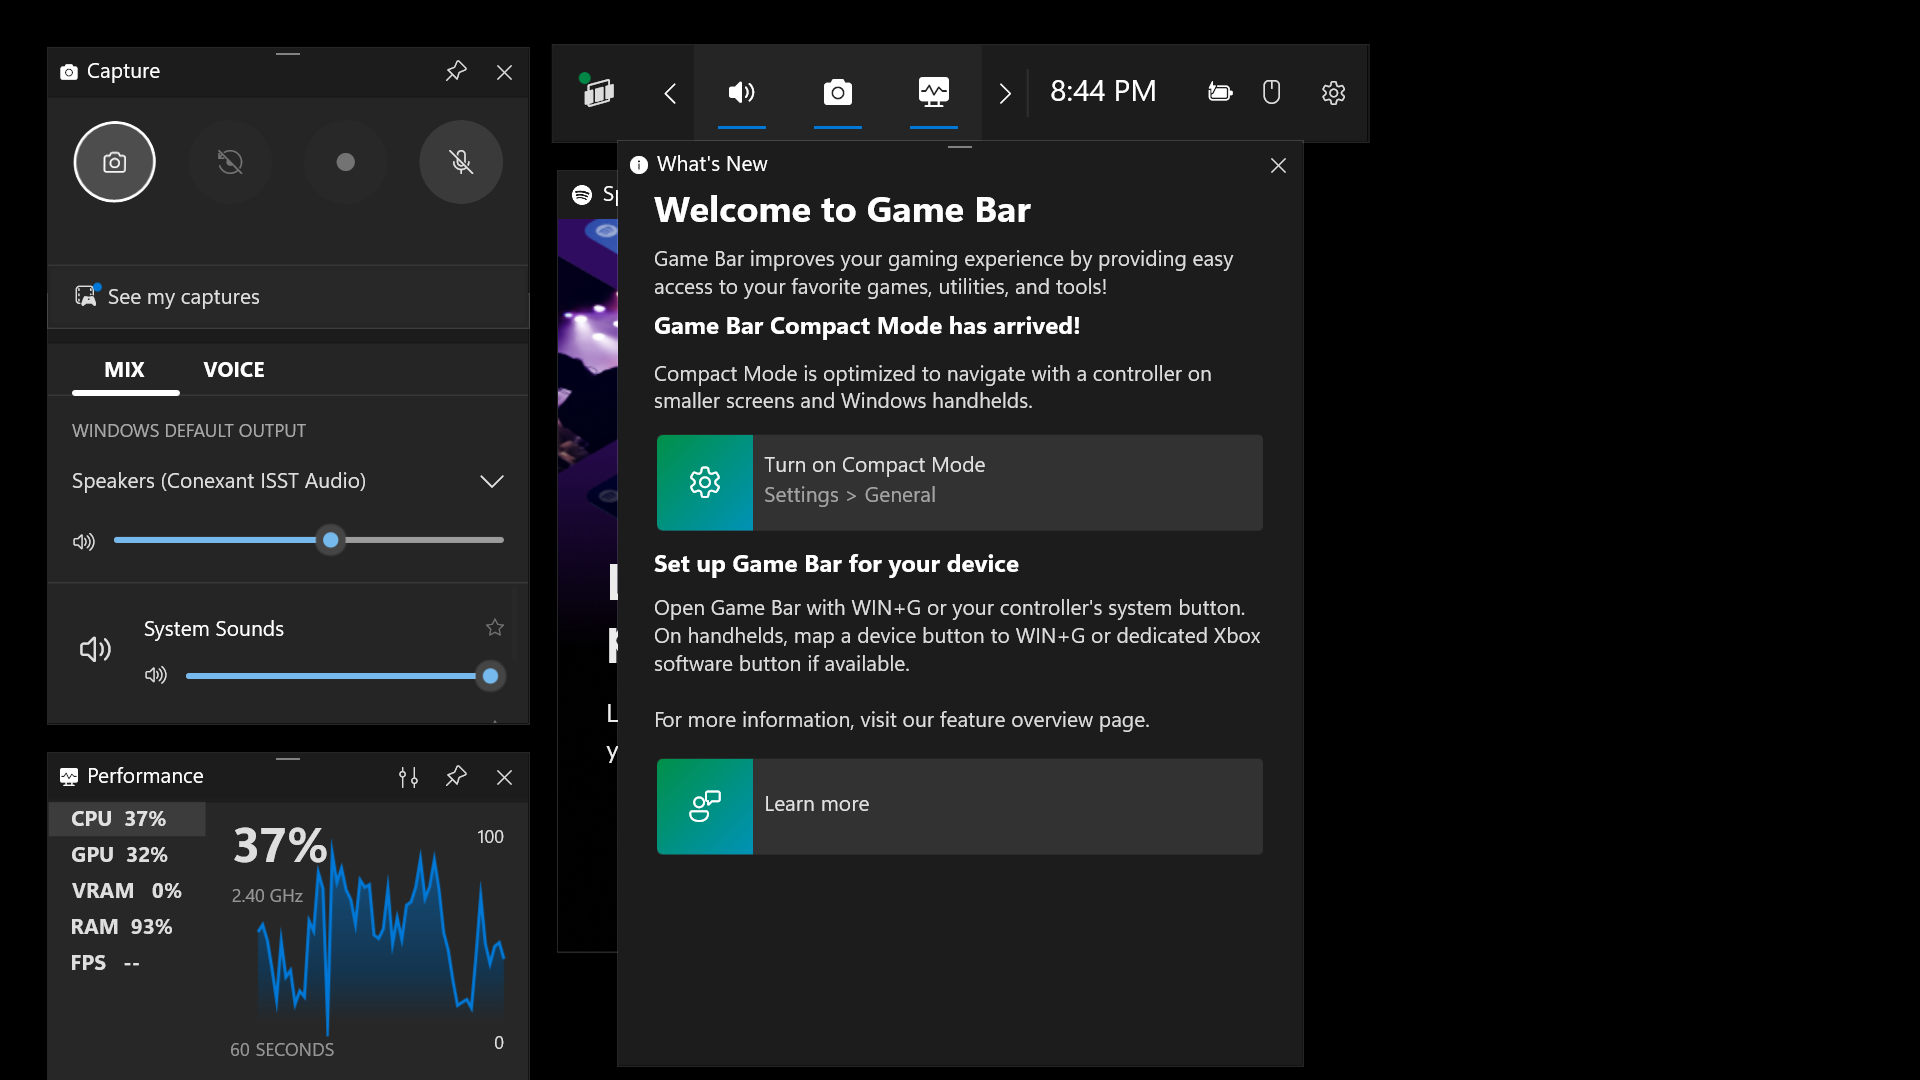 Capture
See my captures
MIX VOICE
WINDOWS DEFAULT OUTPUT
Speakers (Conexant ISST Audio)
System Sounds
Performance
CPU 37%
GPU 32%
VRAM 0%
RAM 93%
FPS --
37%
2.40 GHz
100
0
60 SECONDS
8:44 PM
What's New
Welcome to Game Bar
Game Bar improves your gaming experience by providing easy
access to your favorite games, utilities, and tools!
Game Bar Compact Mode has arrived!
Compact Mode is optimized to navigate with a controller on
smaller screens and Windows handhelds.
Turn on Compact Mode
Settings > General
Set up Game Bar for your device
Open Game Bar with WIN+G or your controller's system button.
On handhelds, map a device button to WIN+G or dedicated Xbox
software button if available.
For more information, visit our feature overview page.
Learn more